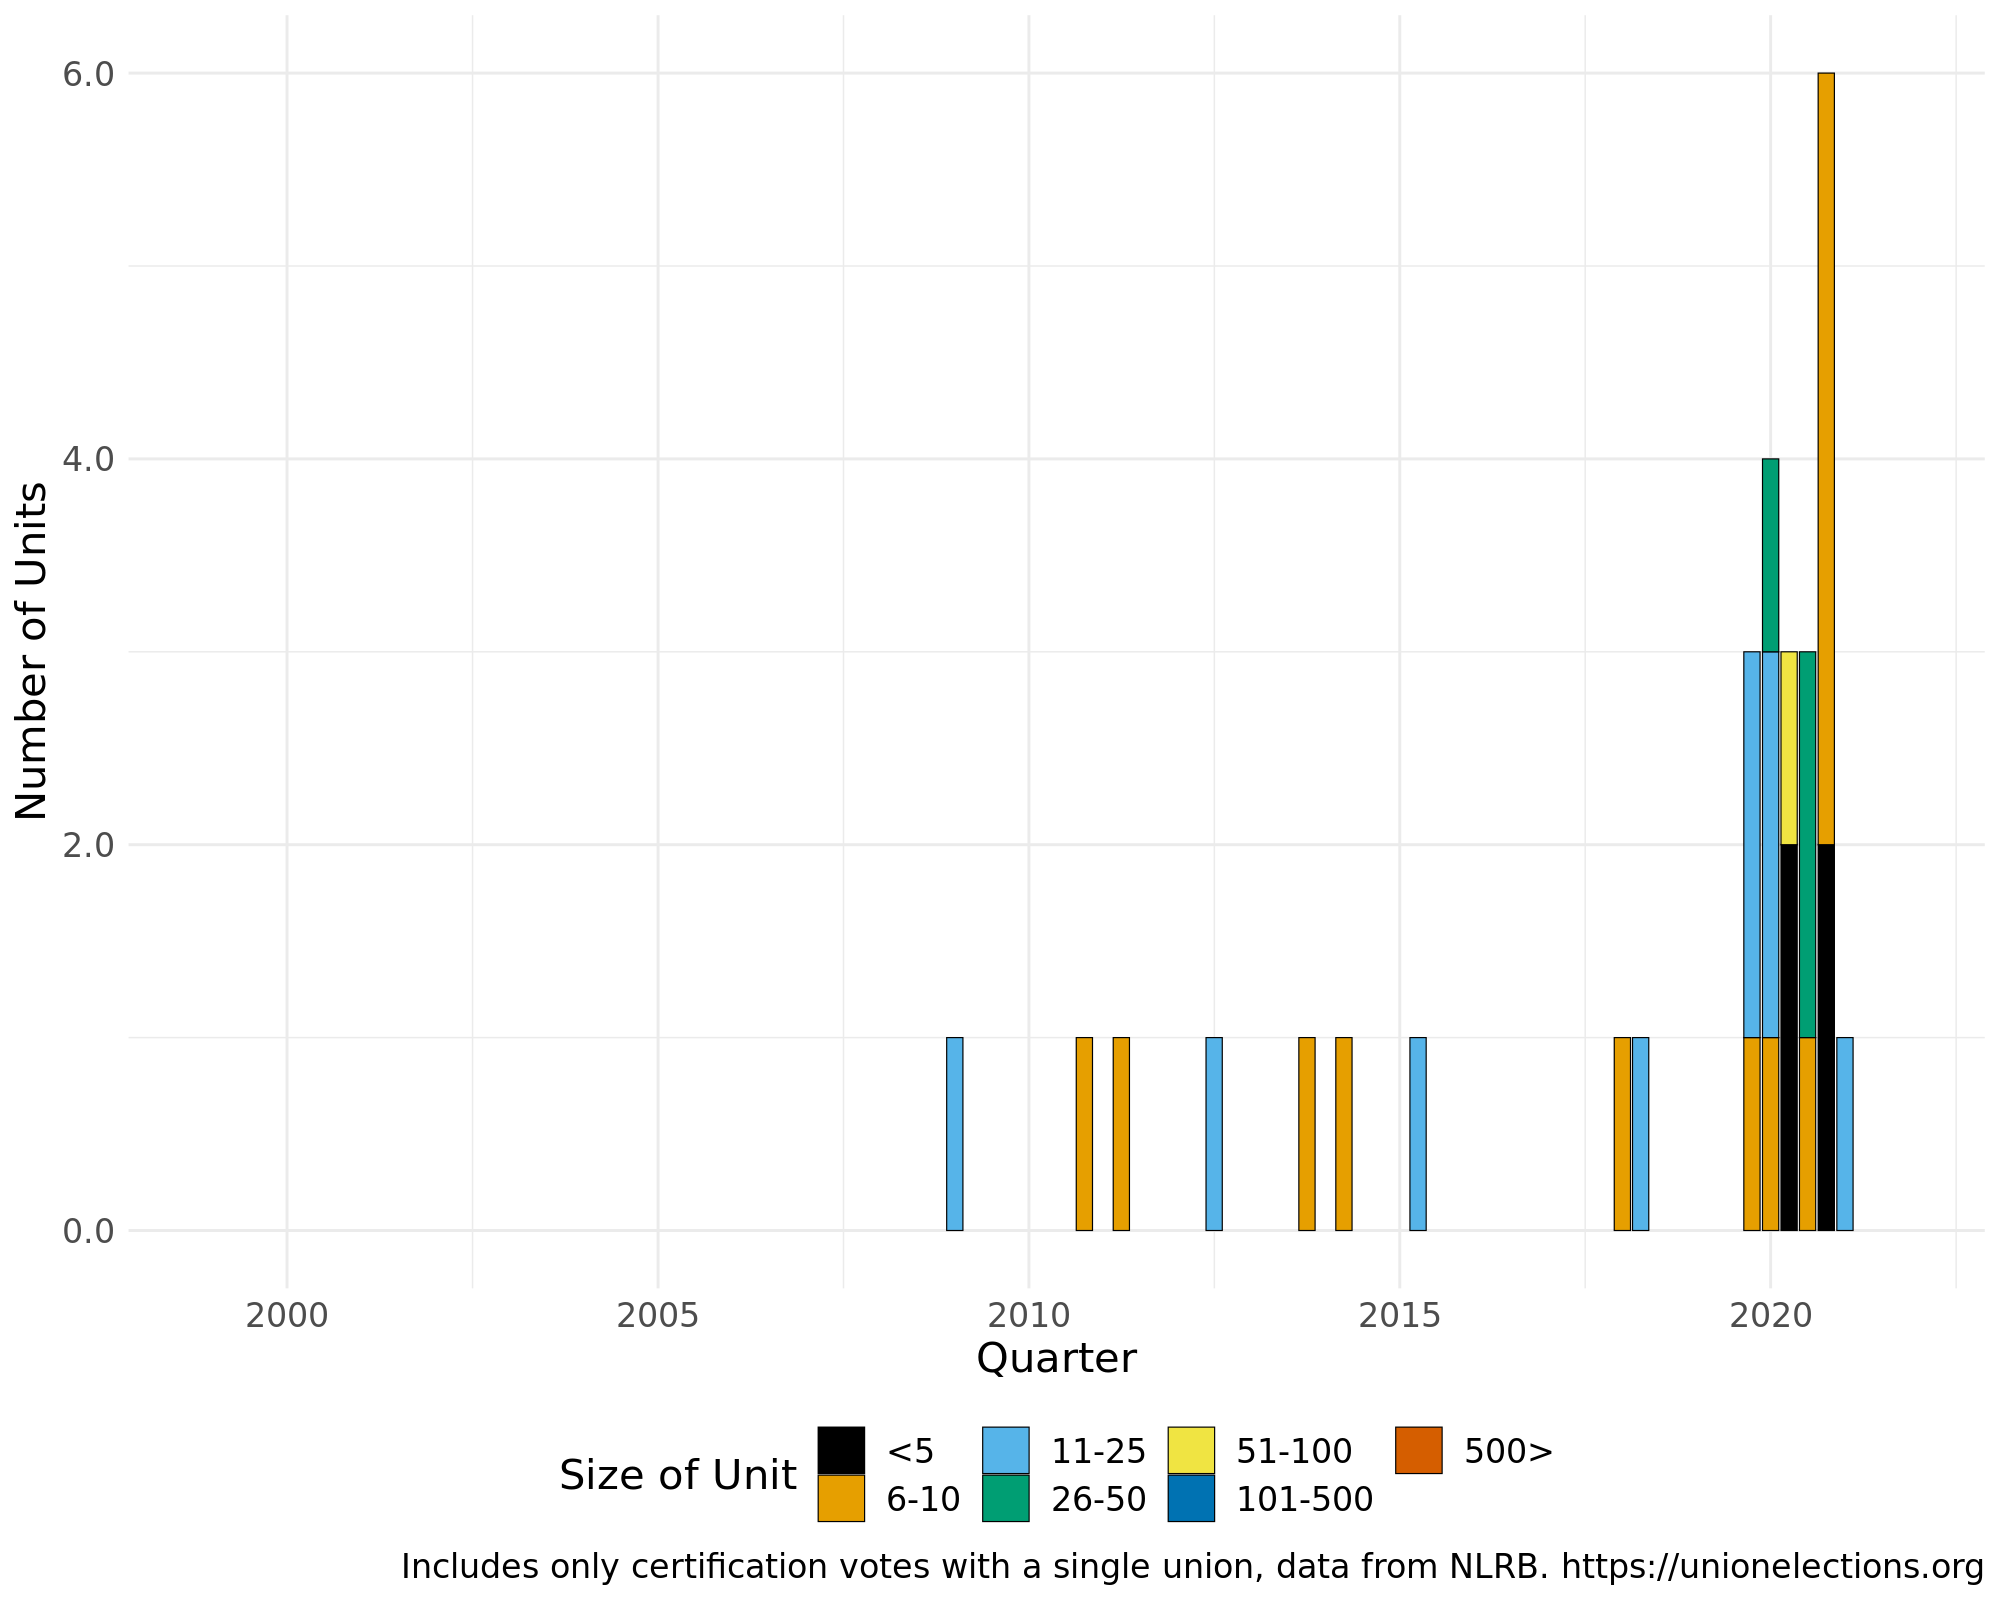 6.0
4.0
2.0
0.0
Number of Units
2000 2005 2010 2015 2020
Quarter
Size of Unit
<5 11-25 51-100 500>
6-10 26-50 101-500
Includes only certification votes with a single union, data from NLRB. https://unionelections.org